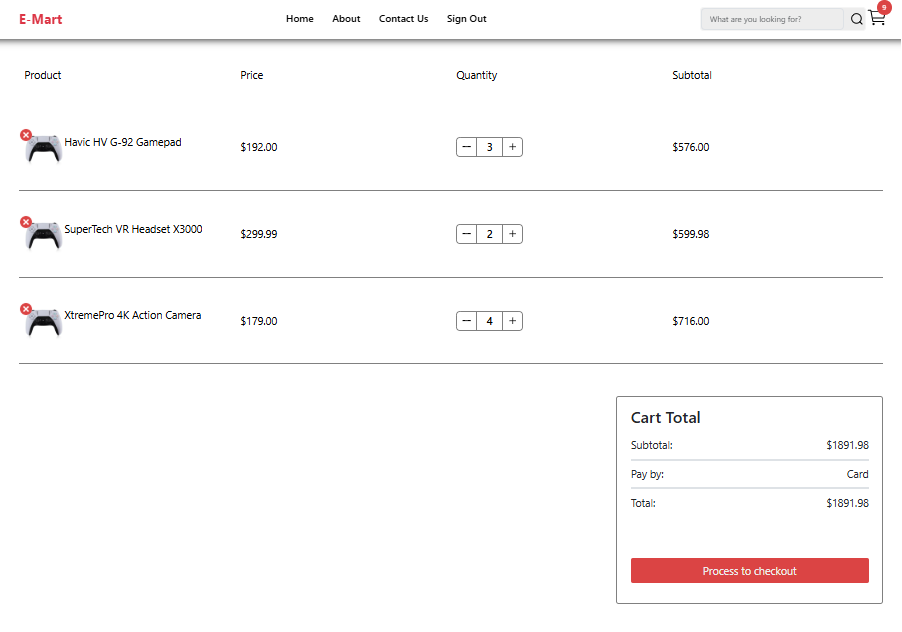 E-Mart Home About Contact Us Sign Out What are you looking for? 9
Product Price Quantity Subtotal
Havic HV G-92 Gamepad $192.00 − 3 + $576.00
SuperTech VR Headset X3000 $299.99 − 2 + $599.98
XtremePro 4K Action Camera $179.00 − 4 + $716.00
Cart Total
Subtotal: $1891.98
Pay by: Card
Total: $1891.98
Process to checkout